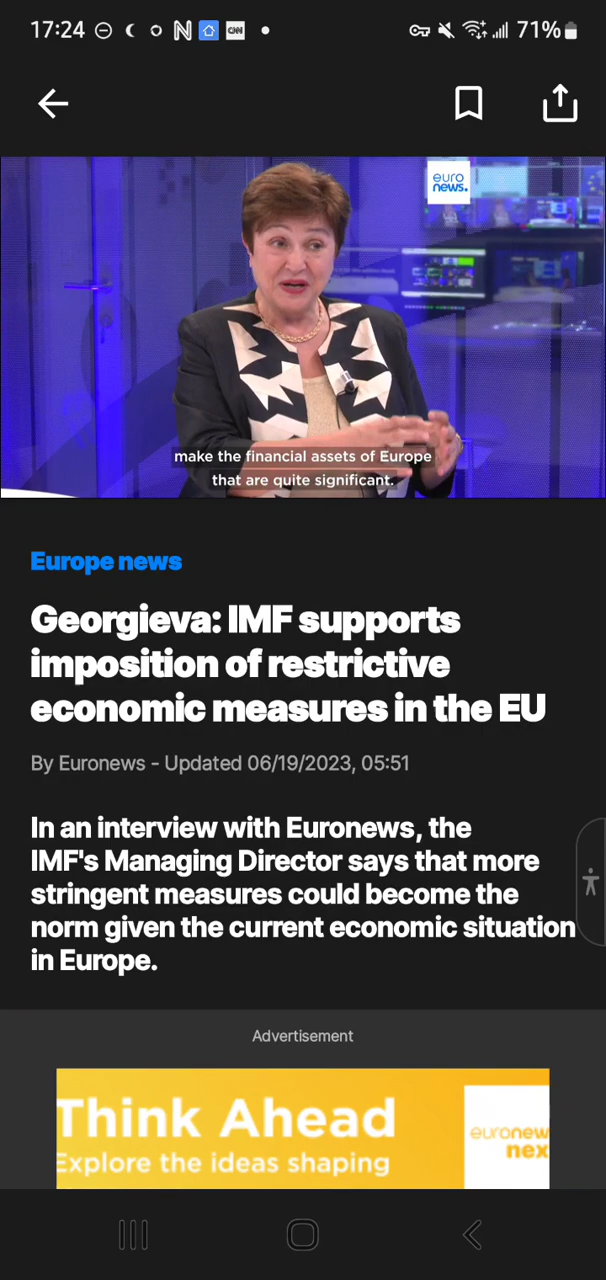 17:24 N CNN 71%
euro
news.
make the financial assets of Europe
that are quite significant.
Europe news
Georgieva: IMF supports
imposition of restrictive
economic measures in the EU
By Euronews - Updated 06/19/2023, 05:51
In an interview with Euronews, the
IMF's Managing Director says that more
stringent measures could become the
norm given the current economic situation
in Europe.
Advertisement
Think Ahead
Explore the ideas shaping
euronew
nex